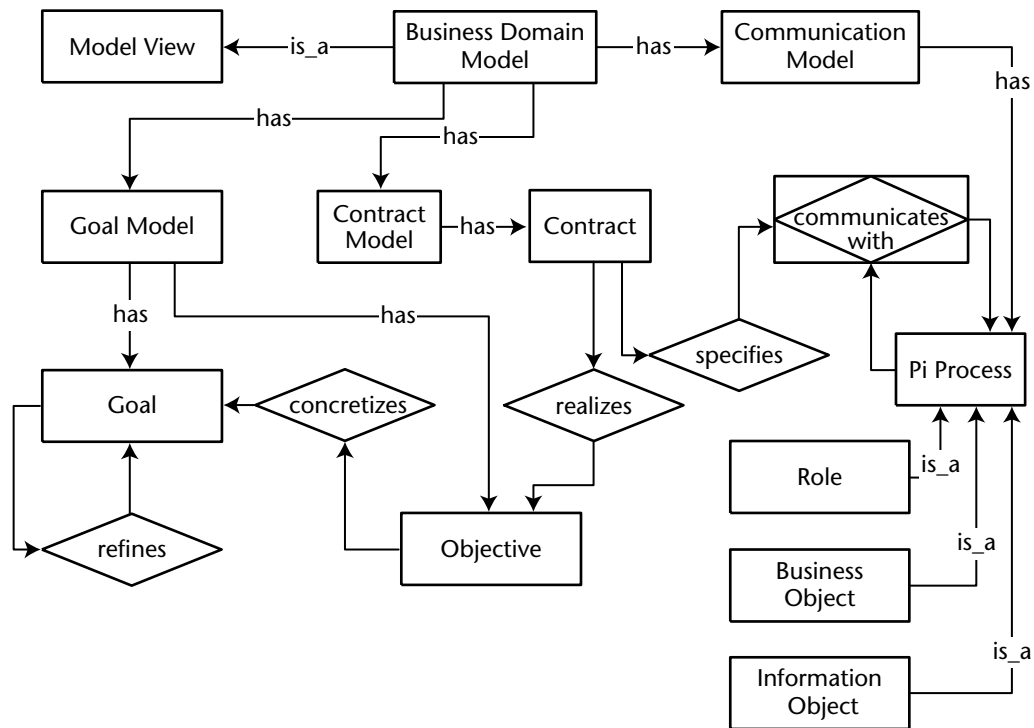 Model View
is_a
Business Domain
Model
has
Communication
Model
has
has
has
Goal Model
Contract
Model
has
Contract
communicates
with
has
has
specifies
Pi Process
Goal
concretizes
realizes
Role
is_a
refines
Objective
is_a
Business
Object
is_a
Information
Object